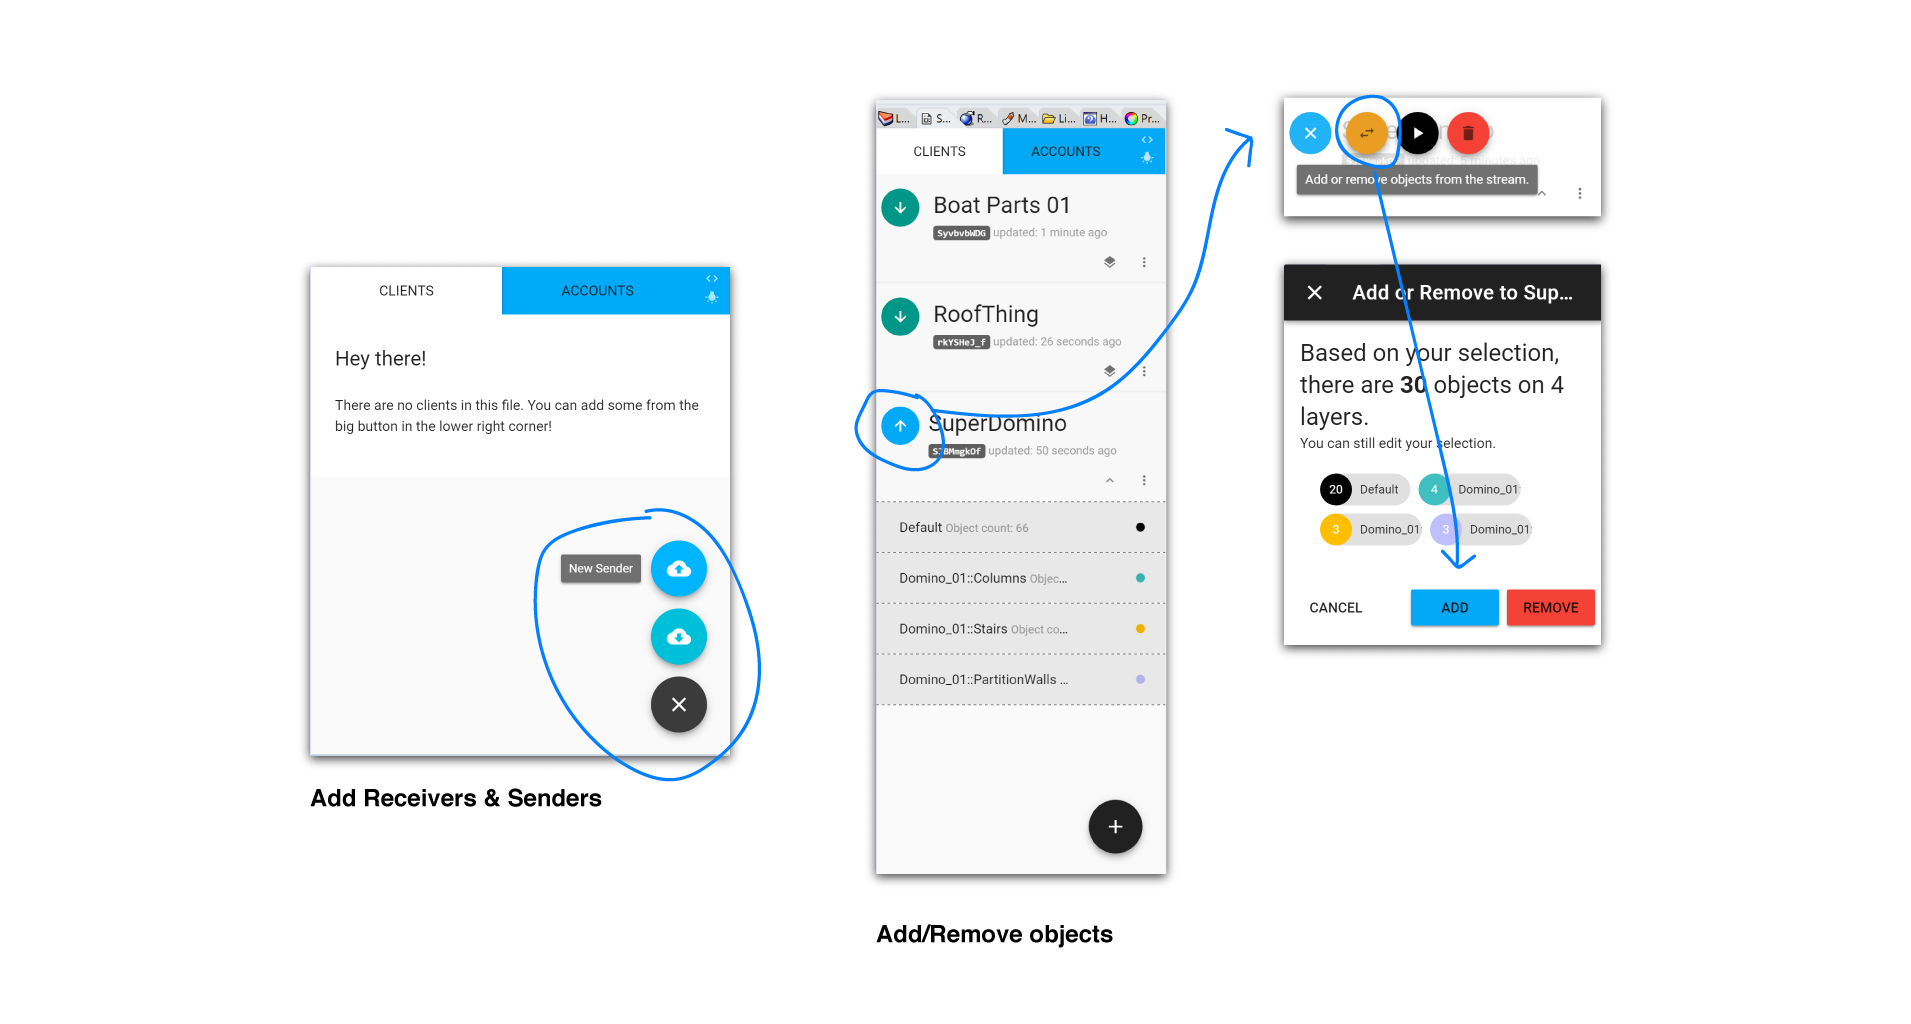 CLIENTS
ACCOUNTS
Hey there!
There are no clients in this file. You can add some from the
big button in the lower right corner!
New Sender
Add Receivers & Senders
L...
S...
R...
M...
Li...
H...
Pr...
CLIENTS
ACCOUNTS
Boat Parts 01
SyvbvbWDG updated: 1 minute ago
RoofThing
rkYSHeJ_f updated: 26 seconds ago
SuperDomino
updated: 50 seconds ago
Default Object count: 66
Domino_01::Columns Objec...
Domino_01::Stairs Object co...
Domino_01::PartitionWalls ...
Add/Remove objects
Add or remove objects from the stream.
Add or Remove to Sup...
Based on your selection,
there are 30 objects on 4
layers.
You can still edit your selection.
20 Default
4 Domino_01:
3 Domino_01:
3 Domino_01:
CANCEL
ADD
REMOVE